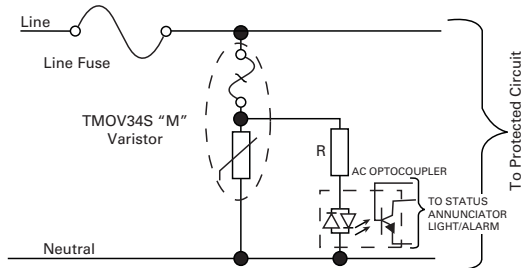 Line
Line Fuse
TMOV34S “M”
Varistor
R
AC OPTOCOUPLER
TO STATUS
ANNUNCIATOR
LIGHT/ALARM
To Protected Circuit
Neutral